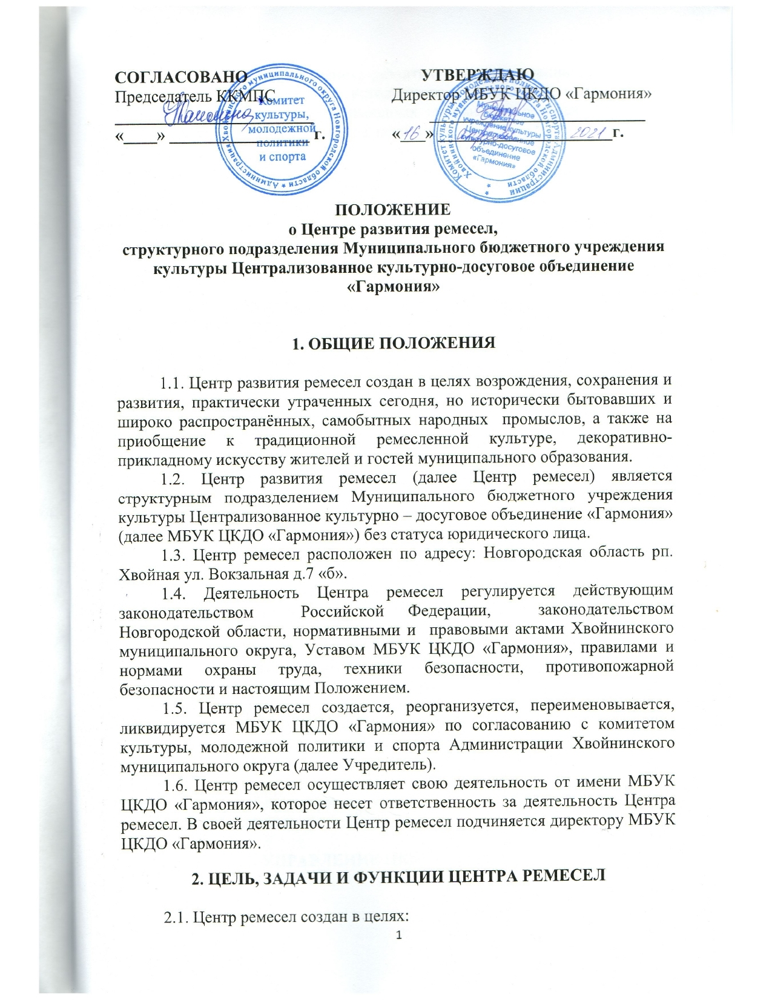 СОГЛАСОВАНО
Председатель ККМПС
«____» _________________ г.
Комитет
культуры,
молодежной
политики
и спорта
УТВЕРЖДАЮ
Директор МБУК ЦКДО «Гармония»
«16» апреля 2021 г.
Муниципальное
бюджетное
учреждение культуры
Централизованное
культурно-досуговое
объединение
«Гармония»
ПОЛОЖЕНИЕ
о Центре развития ремесел,
структурного подразделения Муниципального бюджетного учреждения
культуры Централизованное культурно-досуговое объединение
«Гармония»
1. ОБЩИЕ ПОЛОЖЕНИЯ
1.1. Центр развития ремесел создан в целях возрождения, сохранения и
развития, практически утраченных сегодня, но исторически бытовавших и
широко распространённых, самобытных народных промыслов, а также на
приобщение к традиционной ремесленной культуре, декоративно-
прикладному искусству жителей и гостей муниципального образования.
1.2. Центр развития ремесел (далее Центр ремесел) является
структурным подразделением Муниципального бюджетного учреждения
культуры Централизованное культурно – досуговое объединение «Гармония»
(далее МБУК ЦКДО «Гармония») без статуса юридического лица.
1.3. Центр ремесел расположен по адресу: Новгородская область рп.
Хвойная ул. Вокзальная д.7 «б».
1.4. Деятельность Центра ремесел регулируется действующим
законодательством Российской Федерации, законодательством
Новгородской области, нормативными и правовыми актами Хвойнинского
муниципального округа, Уставом МБУК ЦКДО «Гармония», правилами и
нормами охраны труда, техники безопасности, противопожарной
безопасности и настоящим Положением.
1.5. Центр ремесел создается, реорганизуется, переименовывается,
ликвидируется МБУК ЦКДО «Гармония» по согласованию с комитетом
культуры, молодежной политики и спорта Администрации Хвойнинского
муниципального округа (далее Учредитель).
1.6. Центр ремесел осуществляет свою деятельность от имени МБУК
ЦКДО «Гармония», которое несет ответственность за деятельность Центра
ремесел. В своей деятельности Центр ремесел подчиняется директору МБУК
ЦКДО «Гармония».
2. ЦЕЛЬ, ЗАДАЧИ И ФУНКЦИИ ЦЕНТРА РЕМЕСЕЛ
2.1. Центр ремесел создан в целях:
1